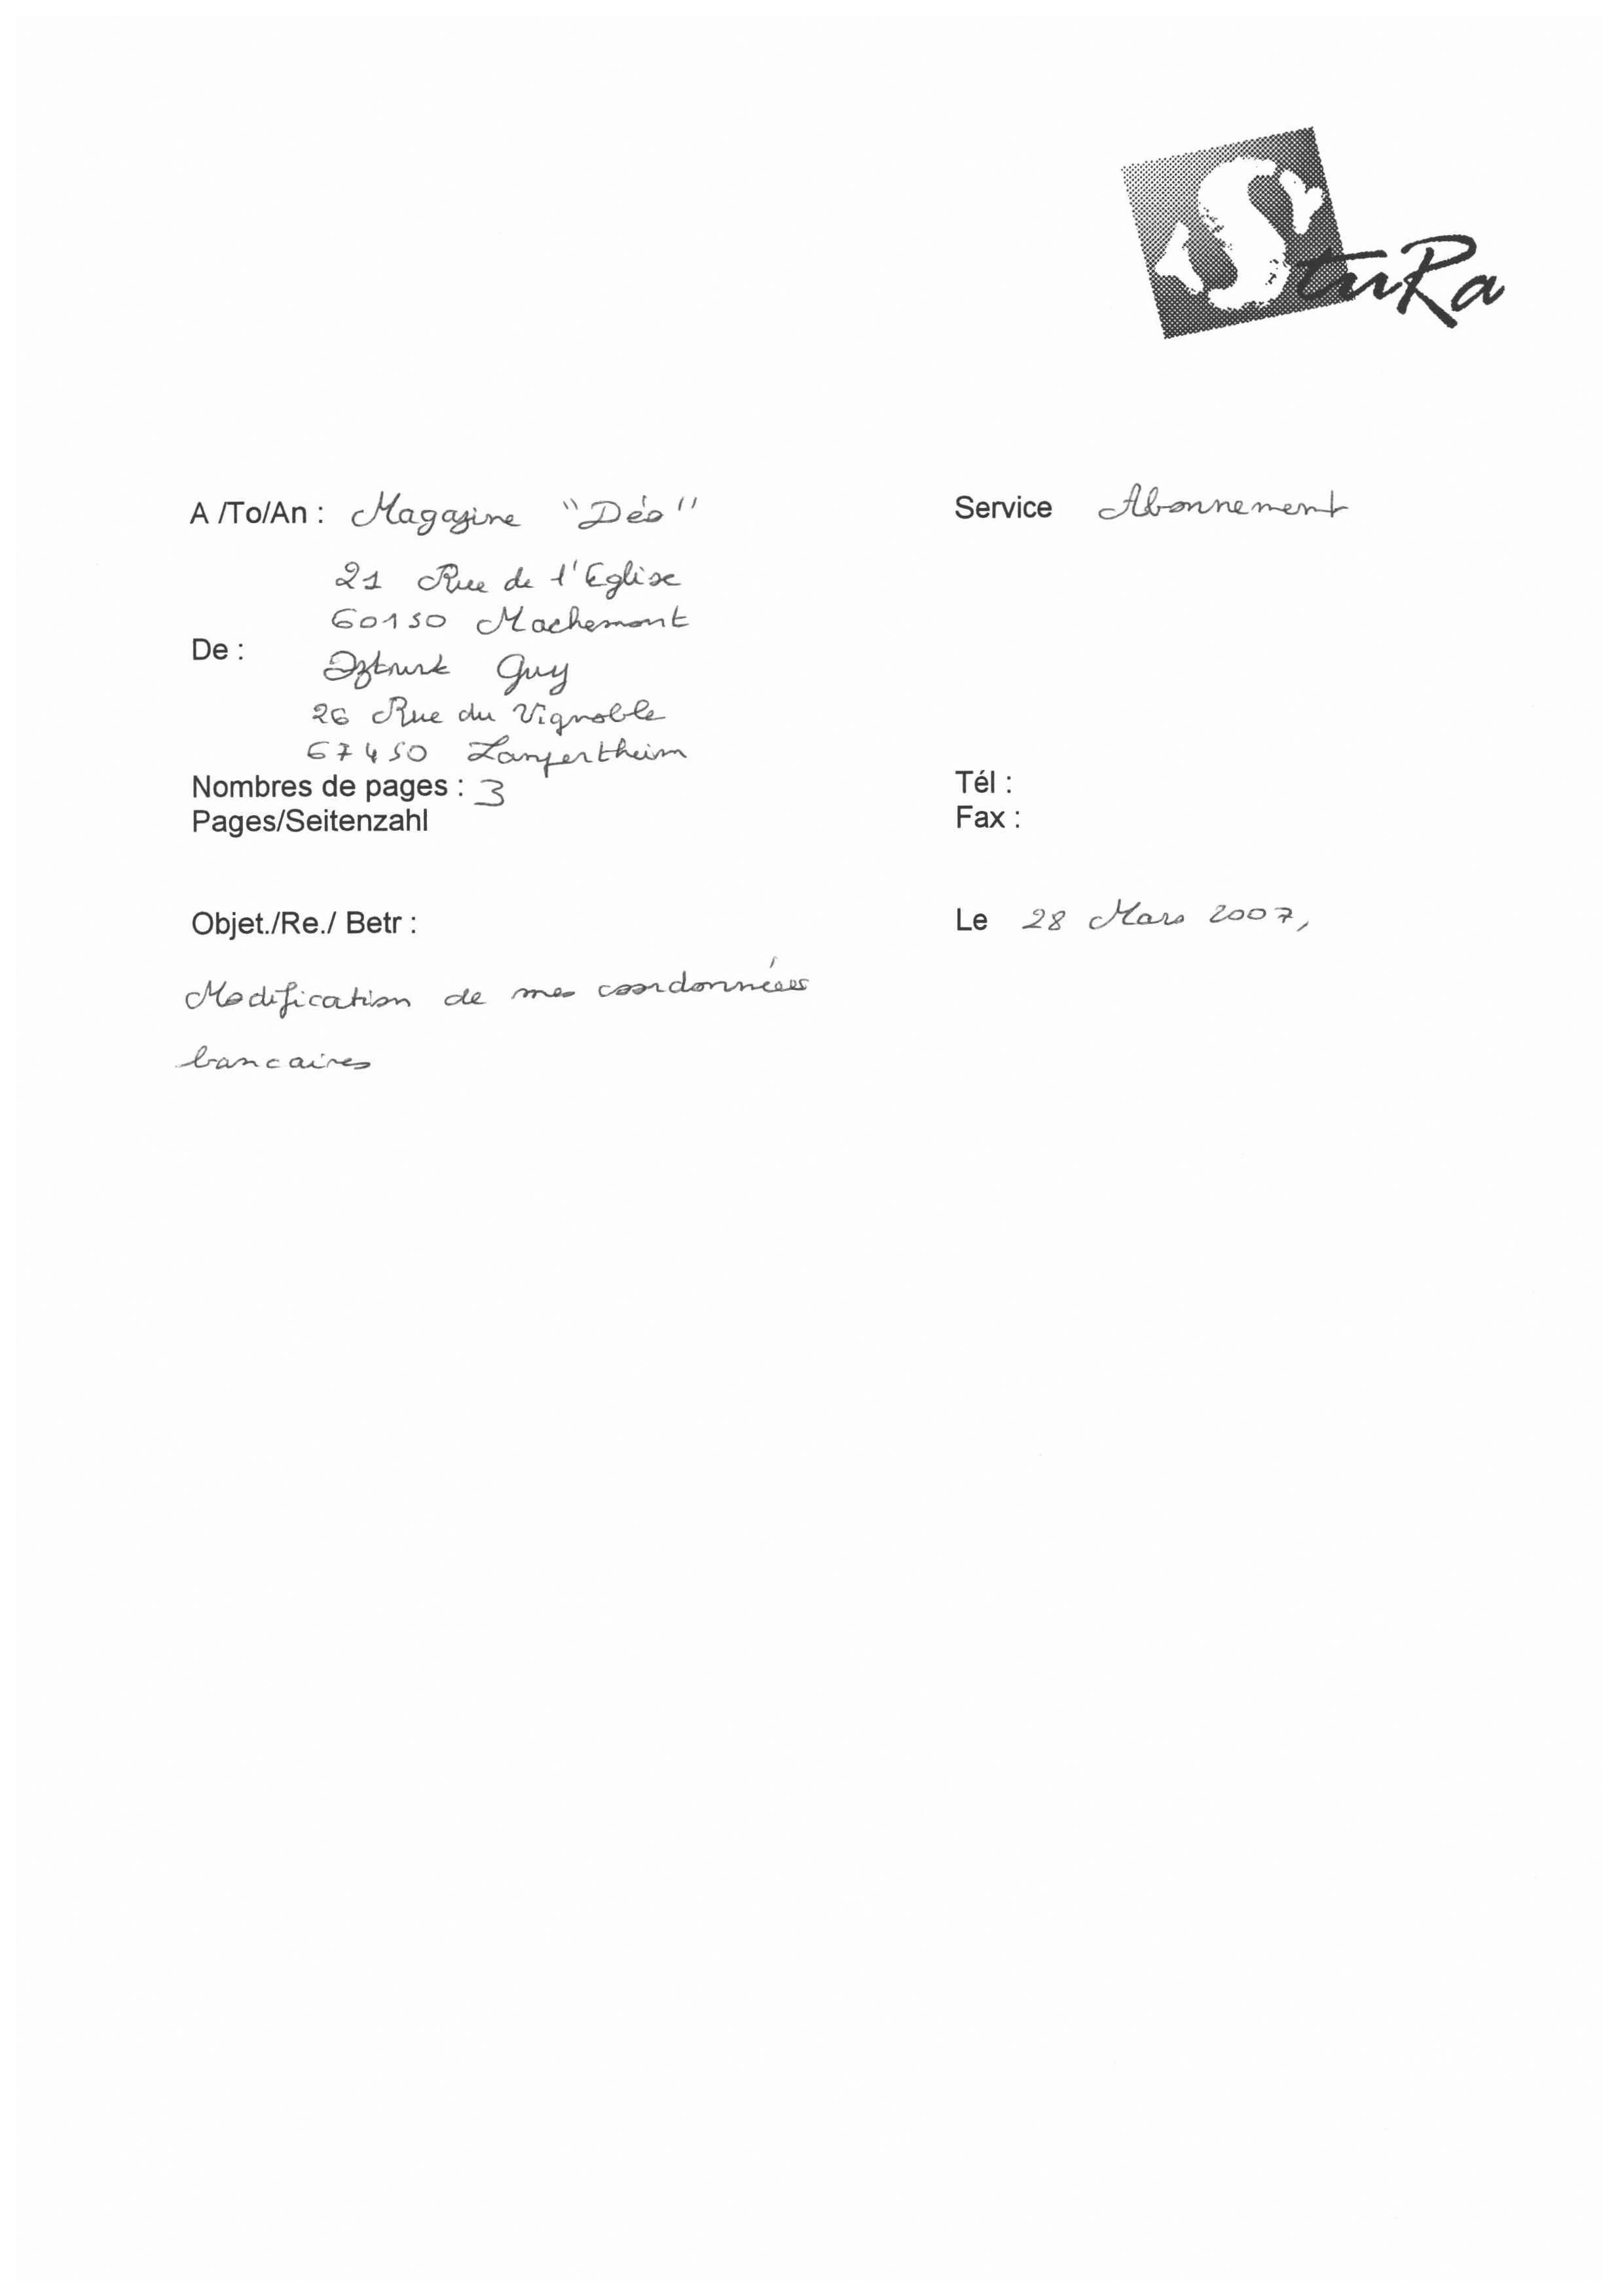 StuRa
A /To/An : Magazine "Déo" Service Abonnement
21 Rue de l'Eglise
60150 Machemont
De :
Ozturk Guy
26 Rue du Vignoble
67450 Lampertheim
Nombres de pages : 3 Tél :
Pages/Seitenzahl Fax :
Objet./Re./ Betr : Le 28 Mars 2007,
Modification de mes coordonnées
bancaires